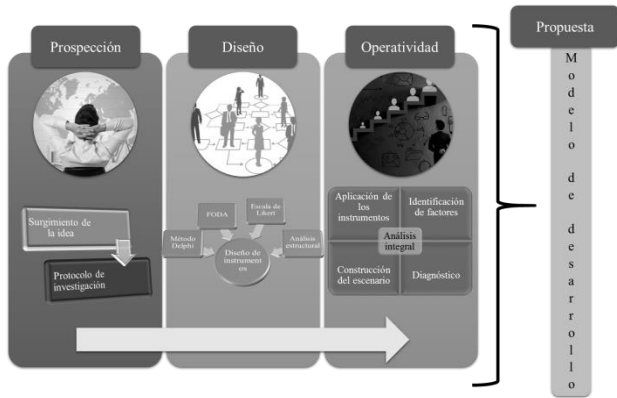 Prospección
Surgimiento de
la idea
Protocolo de
investigación
Diseño
Método
Delphi
FODA
Escala de
Likert
Análisis
estructural
Diseño de
instrument
os
Operatividad
Aplicación de
los
instrumentos
Identificación
de factores
Análisis
integral
Construcción
del escenario
Diagnóstico
Propuesta
M
o
d
e
l
o
d
e
d
e
s
a
r
r
o
l
l
o